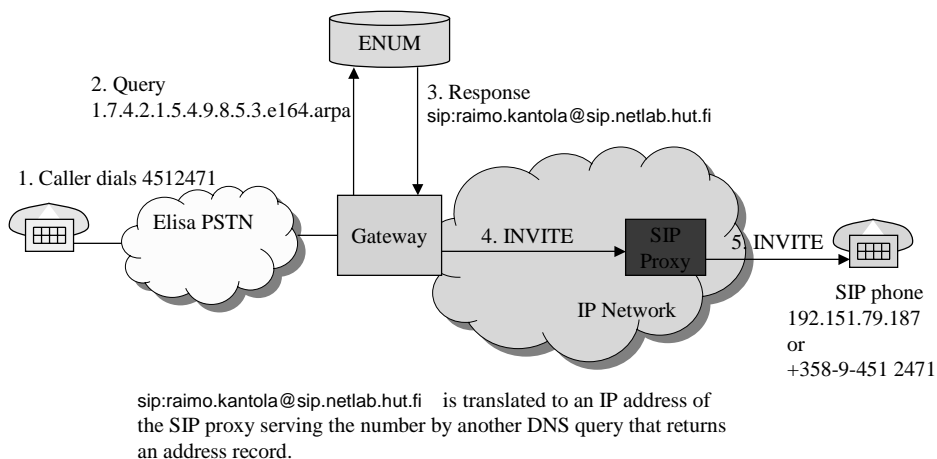 ENUM
2. Query
1.7.4.2.1.5.4.9.8.5.3.e164.arpa
3. Response
sip:raimo.kantola@sip.netlab.hut.fi
1. Caller dials 4512471
Elisa PSTN
Gateway
4. INVITE
SIP
Proxy
5. INVITE
IP Network
SIP phone
192.151.79.187
or
+358-9-451 2471
sip:raimo.kantola@sip.netlab.hut.fi is translated to an IP address of
the SIP proxy serving the number by another DNS query that returns
an address record.